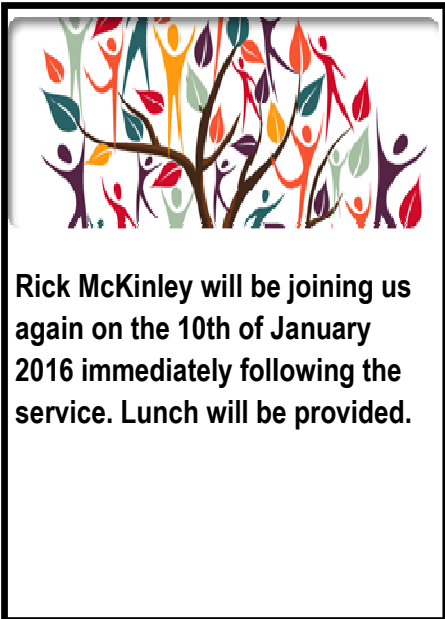 Rick McKinley will be joining us
again on the 10th of January
2016 immediately following the
service. Lunch will be provided.